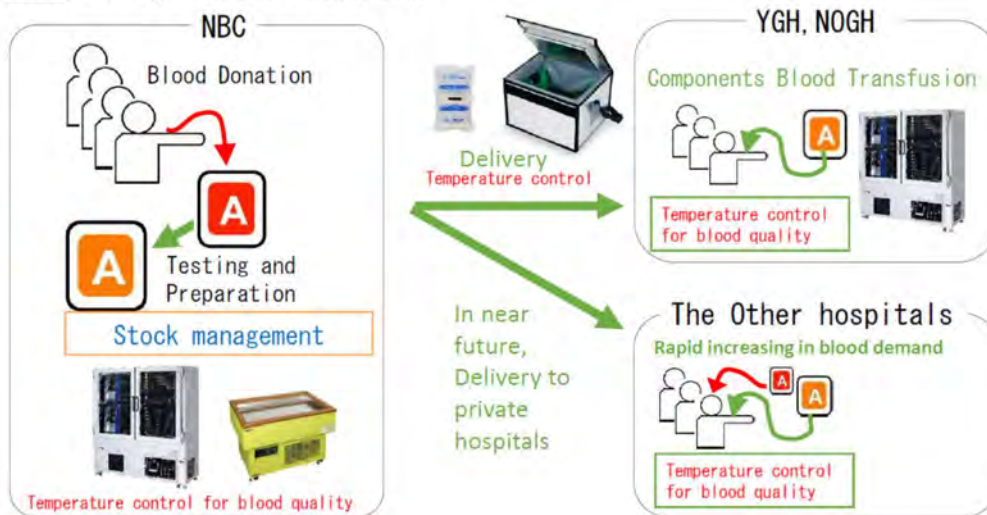 NBC
Blood Donation
A
A
Testing and
Preparation
Stock management
Temperature control for blood quality
Delivery
Temperature control
In near
future,
Delivery to
private
hospitals
YGH, NOGH
Components Blood Transfusion
A
Temperature control
for blood quality
The Other hospitals
Rapid increasing in blood demand
A
A
Temperature control
for blood quality